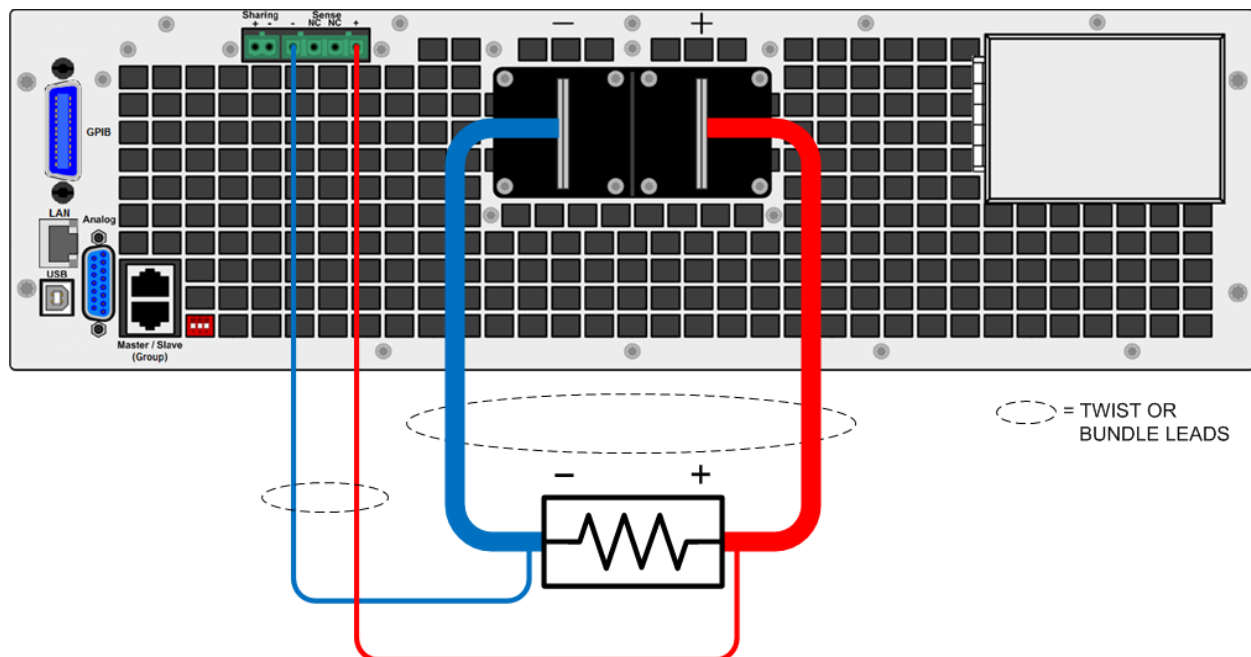 Sharing Sense
+ - - NC NC +
− +
GPIB
LAN
Analog
USB
Master / Slave
(Group)
= TWIST OR
BUNDLE LEADS
− +